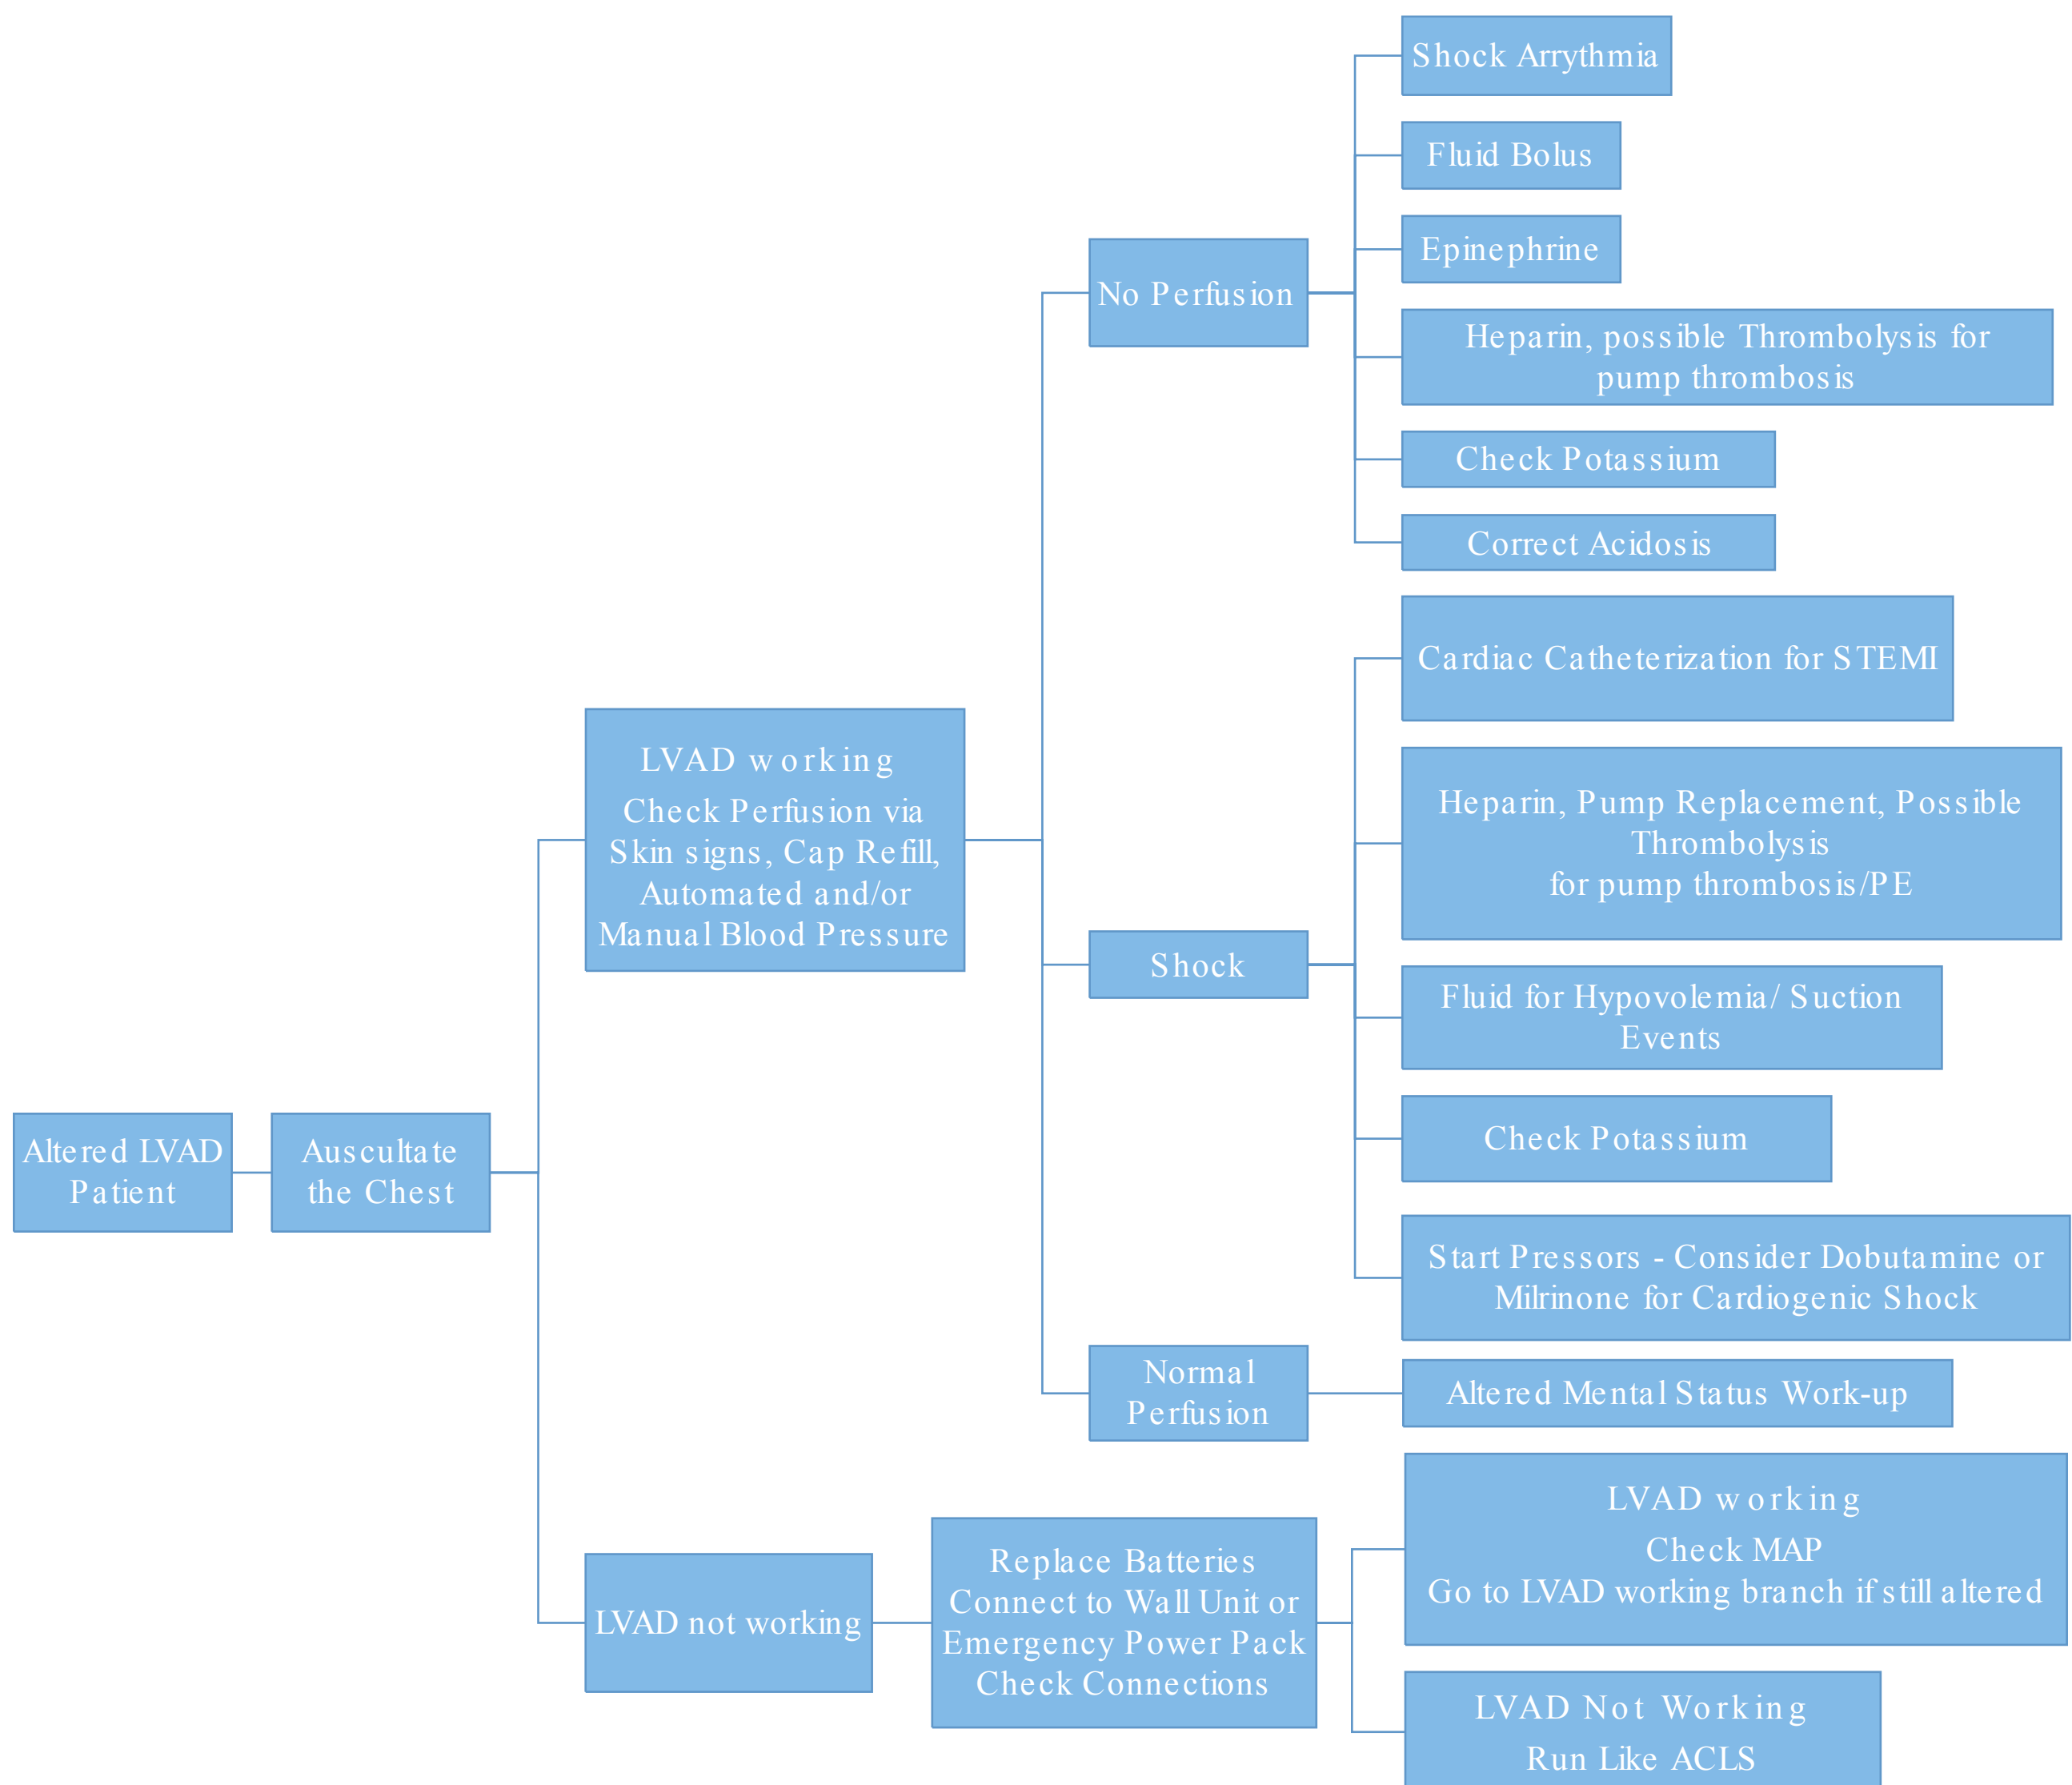 Altered LVAD
Patient
Auscultate
the Chest
LVAD working
Check Perfusion via
Skin signs, Cap Refill,
Automated and/or
Manual Blood Pressure
No Perfusion
Shock Arrythmia
Fluid Bolus
Epinephrine
Heparin, possible Thrombolysis for
pump thrombosis
Check Potassium
Correct Acidosis
Shock
Cardiac Catheterization for STEMI
Heparin, Pump Replacement, Possible
Thrombolysis
for pump thrombosis/PE
Fluid for Hypovolemia/ Suction
Events
Check Potassium
Start Pressors - Consider Dobutamine or
Milrinone for Cardiogenic Shock
Normal
Perfusion
Altered Mental Status Work-up
LVAD not working
Replace Batteries
Connect to Wall Unit or
Emergency Power Pack
Check Connections
LVAD working
Check MAP
Go to LVAD working branch if still altered
LVAD Not Working
Run Like ACLS